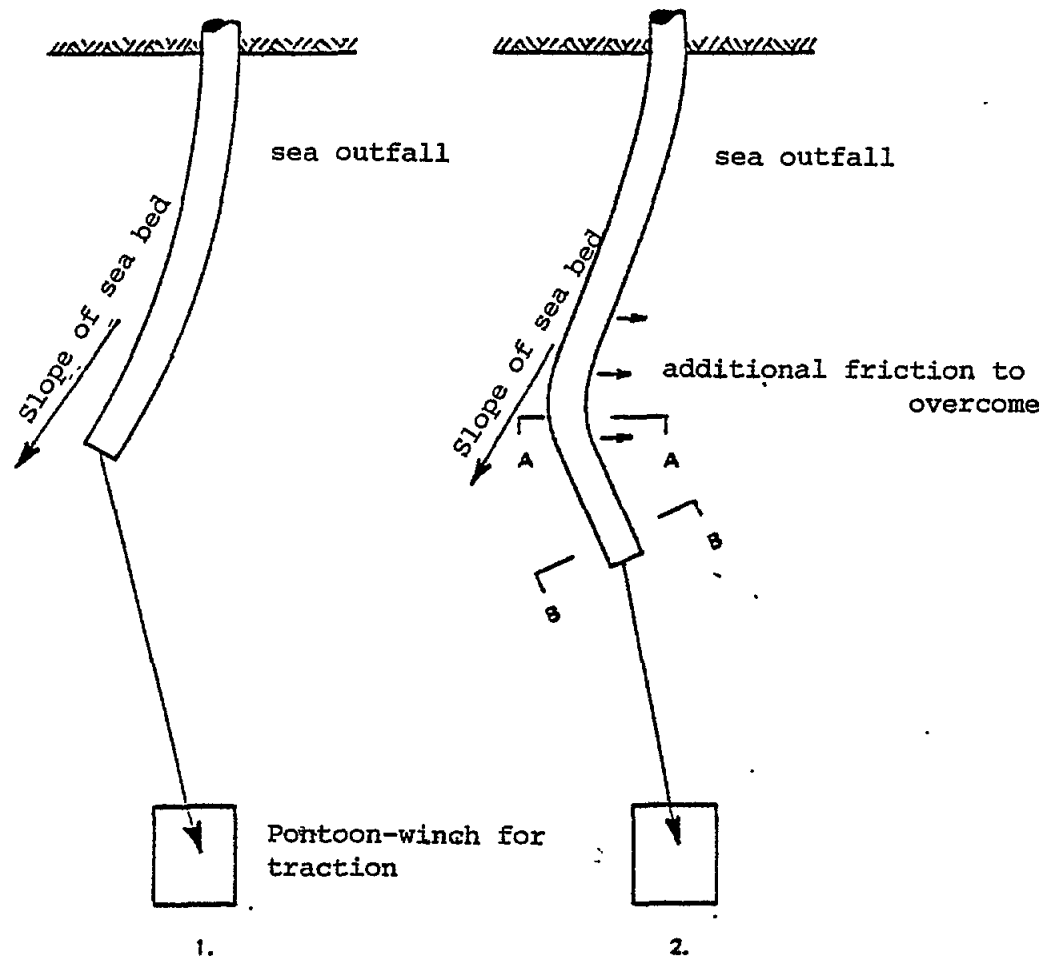 sea outfall
Slope of sea bed
Pontoon-winch for
traction
1.
sea outfall
Slope of sea bed
additional friction to
overcome
A
A
B
B
2.